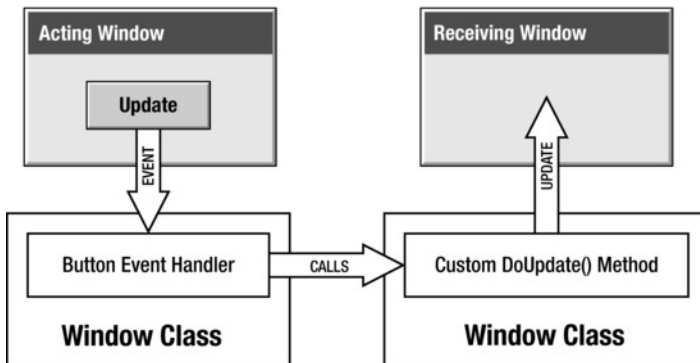 Acting Window
Receiving Window
Update
EVENT
UPDATE
Button Event Handler
CALLS
Custom DoUpdate() Method
Window Class
Window Class